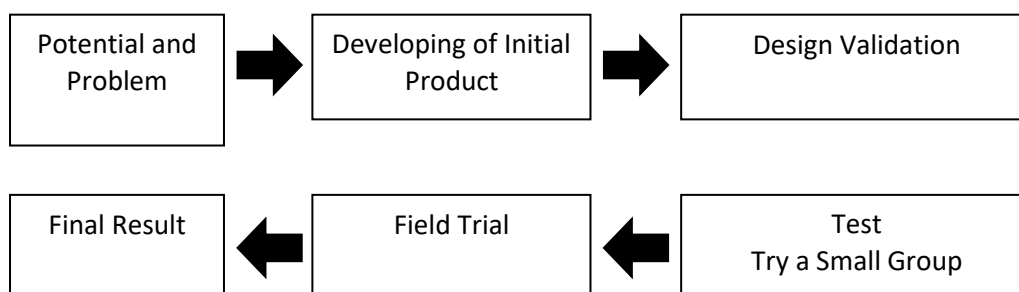 Potential and
Problem
Developing of Initial
Product
Design Validation
Final Result
Field Trial
Test
Try a Small Group